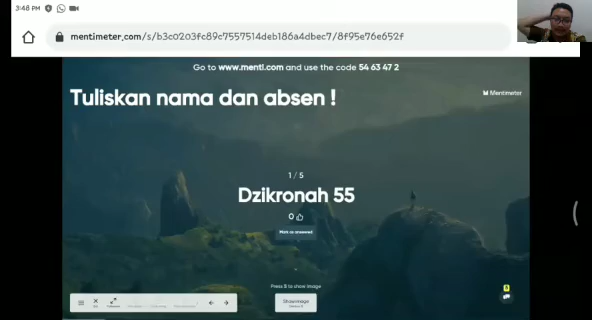 3:48 PM
mentimeter.com/s/b3c0203fc89c7557514deb186a4dbec7/8f95e76e652f
Go to www.menti.com and use the code 54 63 47 2
Tuliskan nama dan absen !
Mentimeter
1 / 5
Dzikronah 55
0
Mark as answered
Press S to show image
Show image